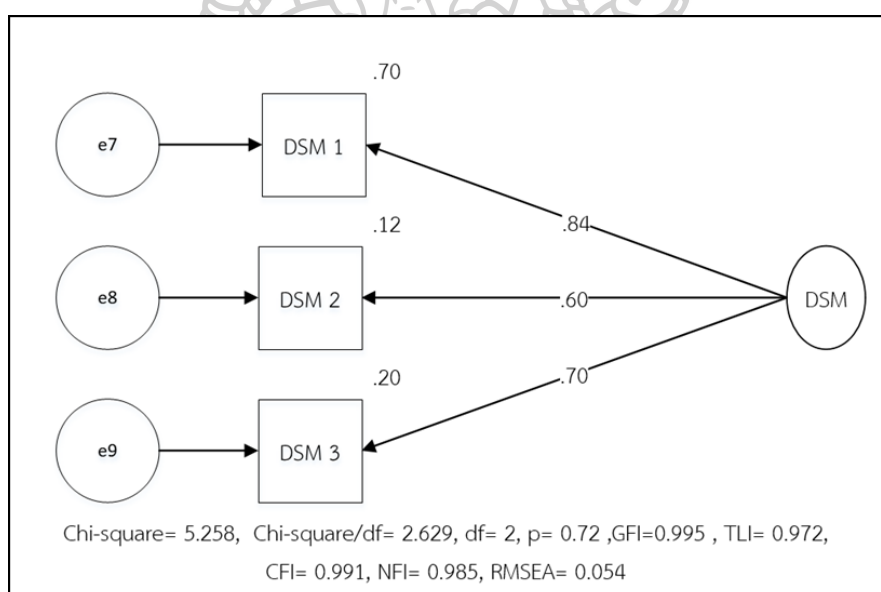 .70
e7
DSM 1
.84
.12
e8
DSM 2
.60
DSM
.20
.70
e9
DSM 3
Chi-square= 5.258, Chi-square/df= 2.629, df= 2, p= 0.72 ,GFI=0.995 , TLI= 0.972,
CFI= 0.991, NFI= 0.985, RMSEA= 0.054